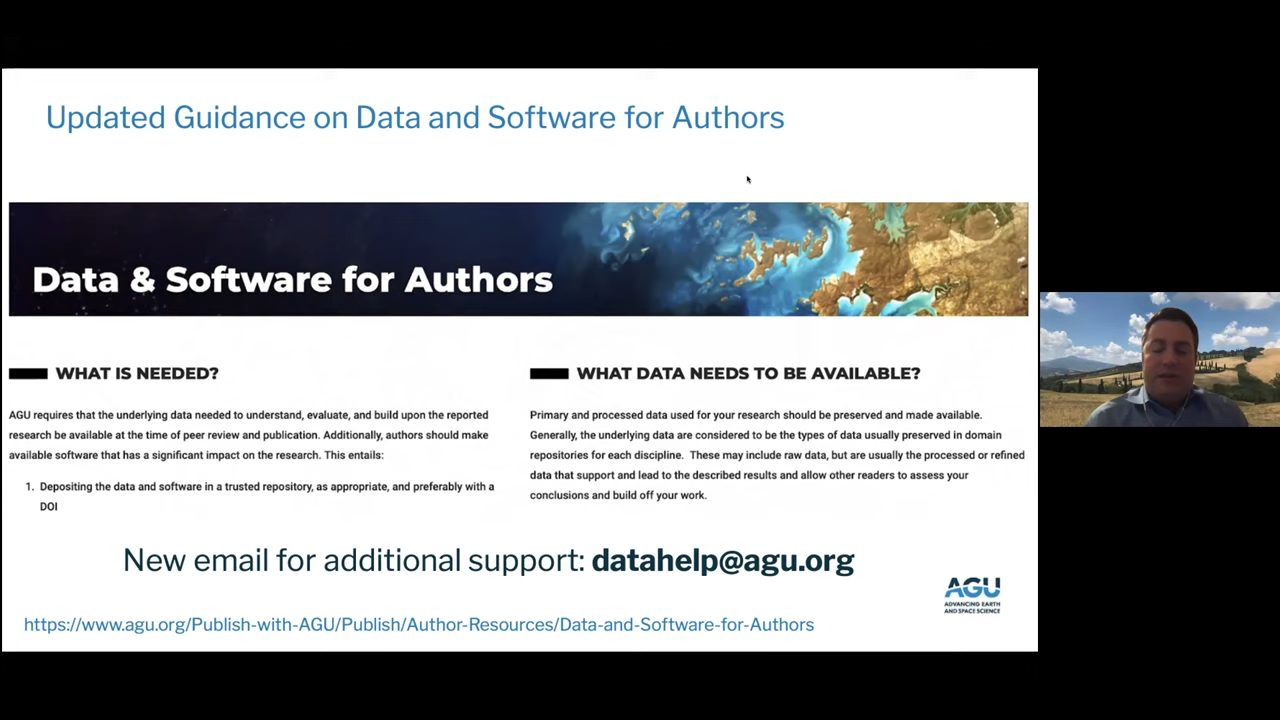 Updated Guidance on Data and Software for Authors
Data & Software for Authors
WHAT IS NEEDED?
AGU requires that the underlying data needed to understand, evaluate, and build upon the reported
research be available at the time of peer review and publication. Additionally, authors should make
available software that has a significant impact on the research. This entails:
1. Depositing the data and software in a trusted repository, as appropriate, and preferably with a
DOI
WHAT DATA NEEDS TO BE AVAILABLE?
Primary and processed data used for your research should be preserved and made available.
Generally, the underlying data are considered to be the types of data usually preserved in domain
repositories for each discipline. These may include raw data, but are usually the processed or refined
data that support and lead to the described results and allow other readers to assess your
conclusions and build off your work.
New email for additional support: datahelp@agu.org
AGU
ADVANCING EARTH
AND SPACE SCIENCE
https://www.agu.org/Publish-with-AGU/Publish/Author-Resources/Data-and-Software-for-Authors